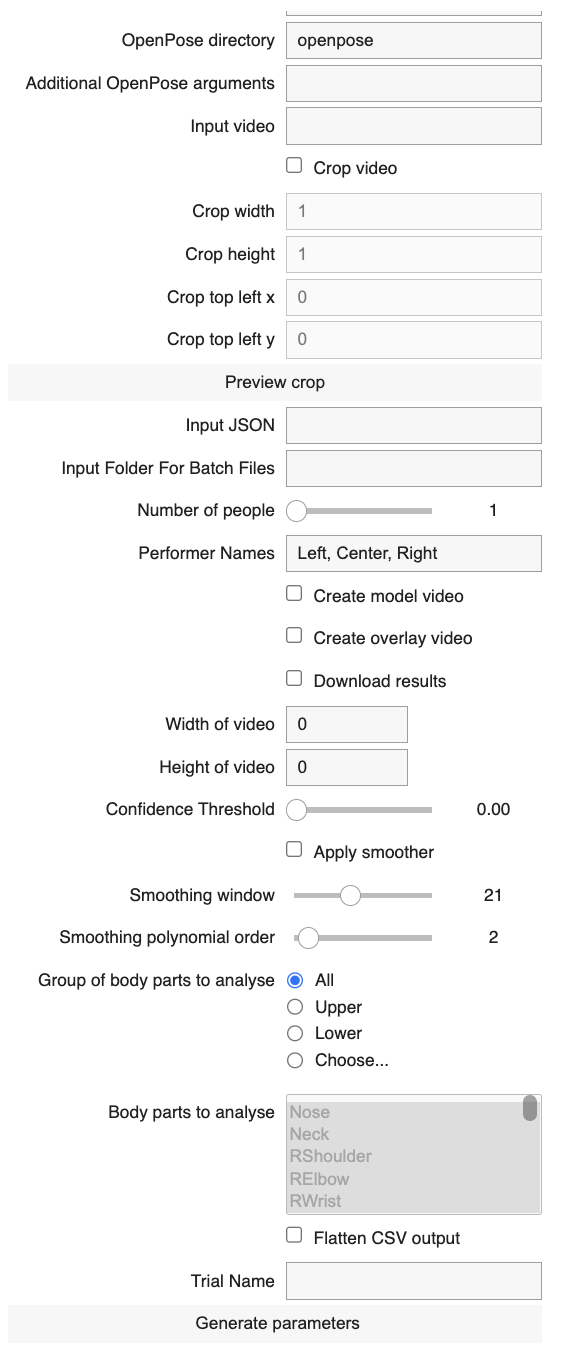 OpenPose directory openpose
Additional OpenPose arguments
Input video
Crop video
Crop width 1
Crop height 1
Crop top left x 0
Crop top left y 0
Preview crop
Input JSON
Input Folder For Batch Files
Number of people 1
Performer Names Left, Center, Right
Create model video
Create overlay video
Download results
Width of video 0
Height of video 0
Confidence Threshold 0.00
Apply smoother
Smoothing window 21
Smoothing polynomial order 2
Group of body parts to analyse All
Upper
Lower
Choose...
Body parts to analyse Nose
Neck
RShoulder
RElbow
RWrist
Flatten CSV output
Trial Name
Generate parameters